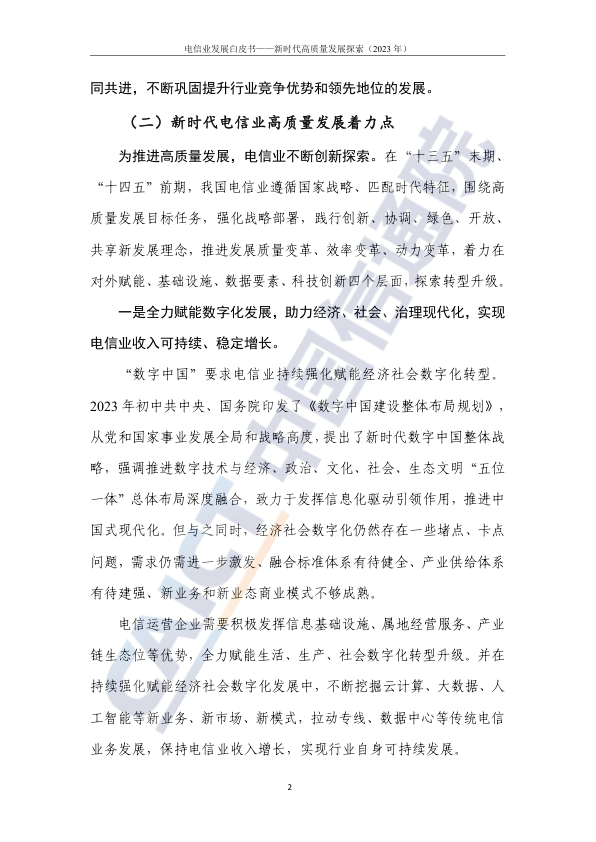 电信业发展白皮书——新时代高质量发展探索（2023 年）
同共进，不断巩固提升行业竞争优势和领先地位的发展。
（二）新时代电信业高质量发展着力点
为推进高质量发展，电信业不断创新探索。在“十三五”末期、
“十四五”前期，我国电信业遵循国家战略、匹配时代特征，围绕高
质量发展目标任务，强化战略部署，践行创新、协调、绿色、开放、
共享新发展理念，推进发展质量变革、效率变革、动力变革，着力在
对外赋能、基础设施、数据要素、科技创新四个层面，探索转型升级。
一是全力赋能数字化发展，助力经济、社会、治理现代化，实现
电信业收入可持续、稳定增长。
“数字中国”要求电信业持续强化赋能经济社会数字化转型。
2023 年初中共中央、国务院印发了《数字中国建设整体布局规划》，
从党和国家事业发展全局和战略高度，提出了新时代数字中国整体战
略，强调推进数字技术与经济、政治、文化、社会、生态文明“五位
一体”总体布局深度融合，致力于发挥信息化驱动引领作用，推进中
国式现代化。但与之同时，经济社会数字化仍然存在一些堵点、卡点
问题，需求仍需进一步激发、融合标准体系有待健全、产业供给体系
有待建强、新业务和新业态商业模式不够成熟。
电信运营企业需要积极发挥信息基础设施、属地经营服务、产业
链生态位等优势，全力赋能生活、生产、社会数字化转型升级。并在
持续强化赋能经济社会数字化发展中，不断挖掘云计算、大数据、人
工智能等新业务、新市场、新模式，拉动专线、数据中心等传统电信
业务发展，保持电信业收入增长，实现行业自身可持续发展。
2
CAICT 中国信通院